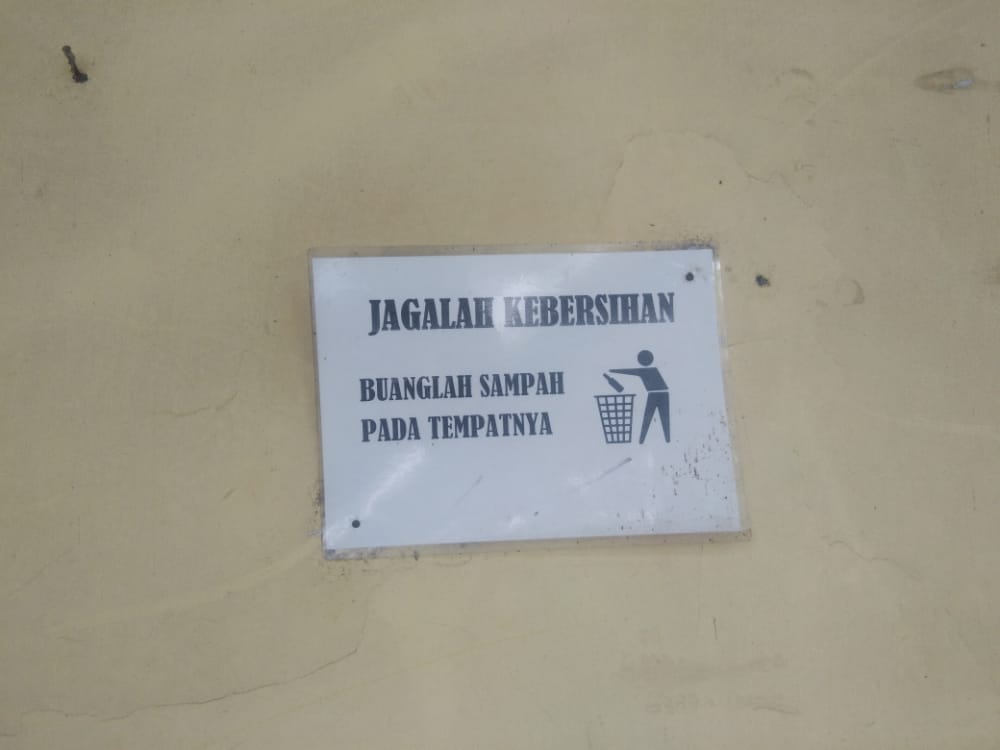 JAGALAH KEBERSIHAN
BUANGLAH SAMPAH
PADA TEMPATNYA